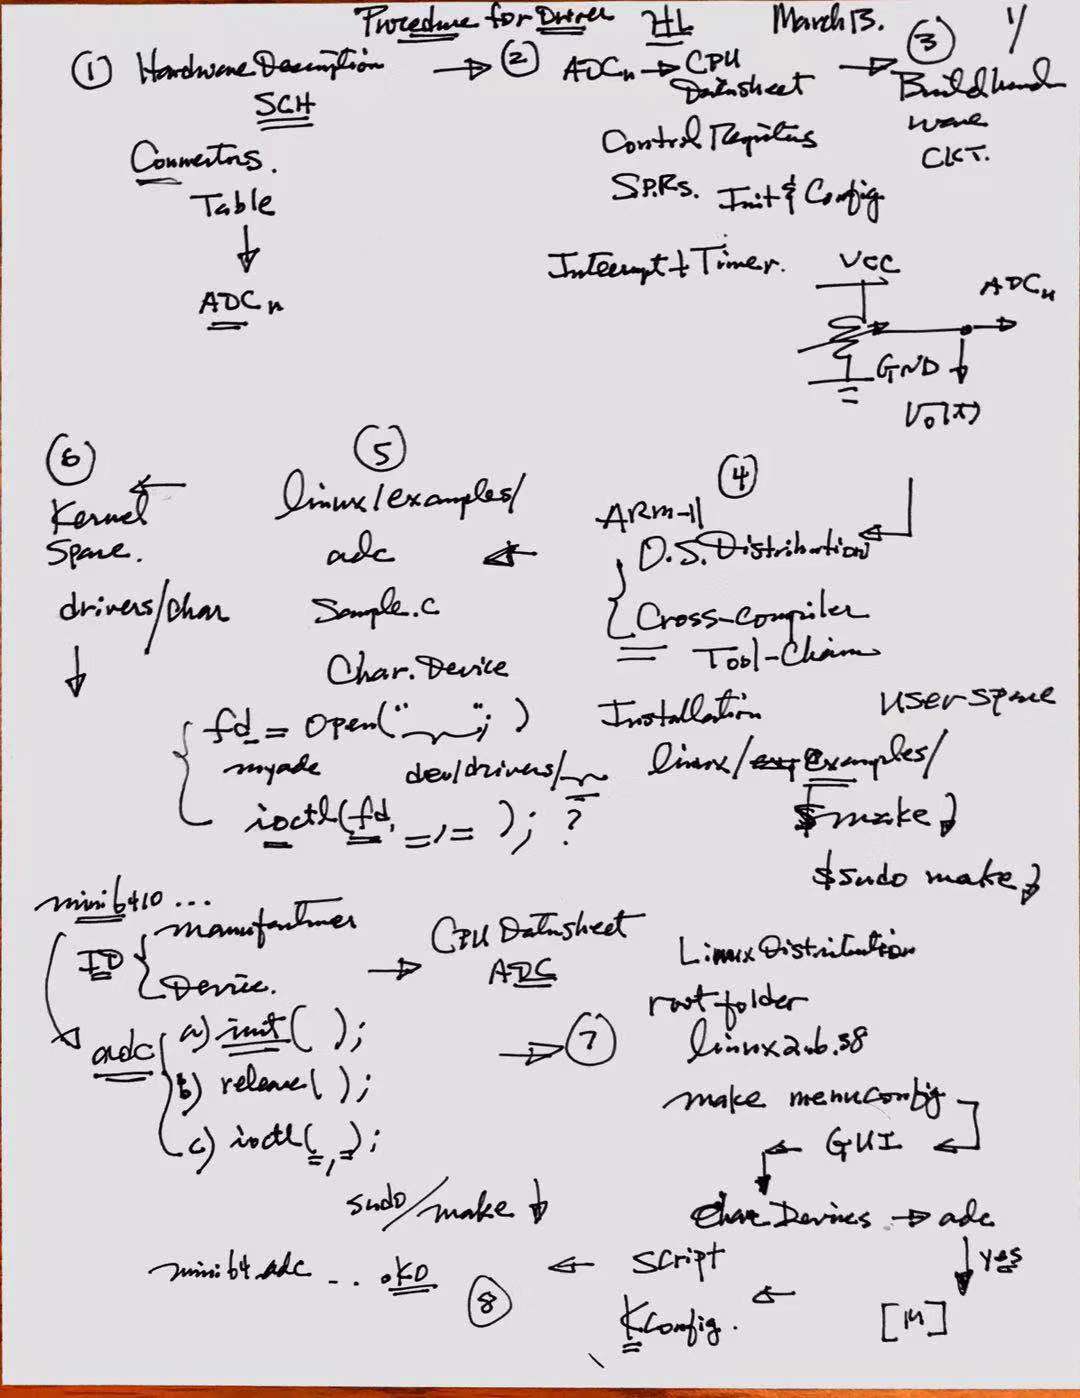 Procedure for Driver HL March 13. 1/
① Hardware Description → ② ADCn → CPU Datasheet → ③ Build hardware CKT.
SCH
Connectors.
Table
↓
ADCn
Control Registers
S.P.Rs. Init & Config
Interrupt & Timer.
VCC
ADCn
GND
Vo(t)
④
ARM-11
O.S. Distribution
Cross-compiler
Tool-Chain
Installation
user space
linux/examples/
$ make
$ sudo make
⑤
linux/examples/
adc
Sample.c
Char. Device
fd = open("     "; )
myadc dev/drivers/
ioctl(fd, =, = ); ?
⑥
Kernel
Space.
drivers/char
↓
mini6410 ...
ID { manufacturer
Device.
→ CPU Datasheet
ADC
adc { a) init( );
b) release( );
c) ioctl(=, =);
→ ⑦
Linux Distribution
root folder
linux2.6.38
make menuconfig
← GUI ←
Char Devices → adc
↓ yes
[M]
← KConfig.
← Script
⑧
sudo/make ↓
mini64.adc ... .KO